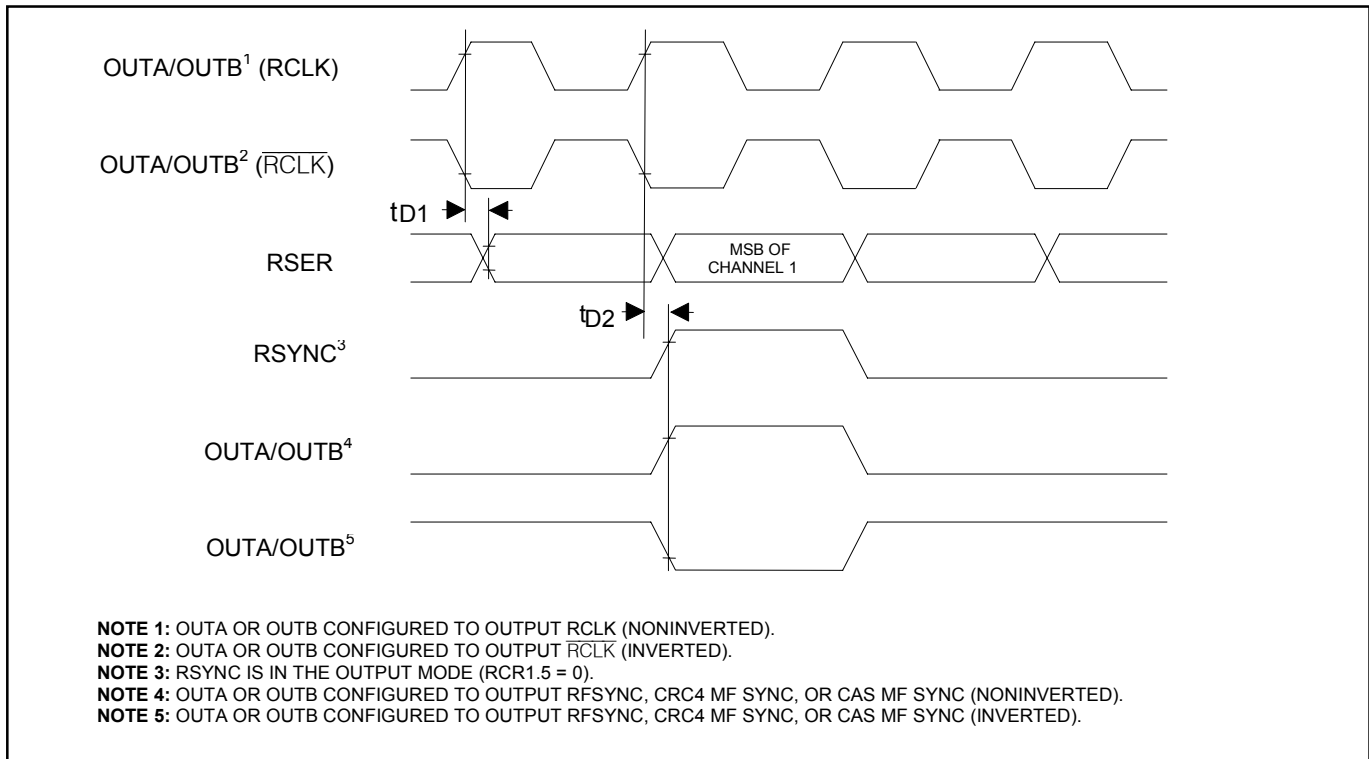 OUTA/OUTB1 (RCLK)
OUTA/OUTB2 (R̅C̅L̅K̅)
tD1
RSER
MSB OF
CHANNEL 1
tD2
RSYNC3
OUTA/OUTB4
OUTA/OUTB5
NOTE 1: OUTA OR OUTB CONFIGURED TO OUTPUT RCLK (NONINVERTED).
NOTE 2: OUTA OR OUTB CONFIGURED TO OUTPUT R̅C̅L̅K̅ (INVERTED).
NOTE 3: RSYNC IS IN THE OUTPUT MODE (RCR1.5 = 0).
NOTE 4: OUTA OR OUTB CONFIGURED TO OUTPUT RFSYNC, CRC4 MF SYNC, OR CAS MF SYNC (NONINVERTED).
NOTE 5: OUTA OR OUTB CONFIGURED TO OUTPUT RFSYNC, CRC4 MF SYNC, OR CAS MF SYNC (INVERTED).